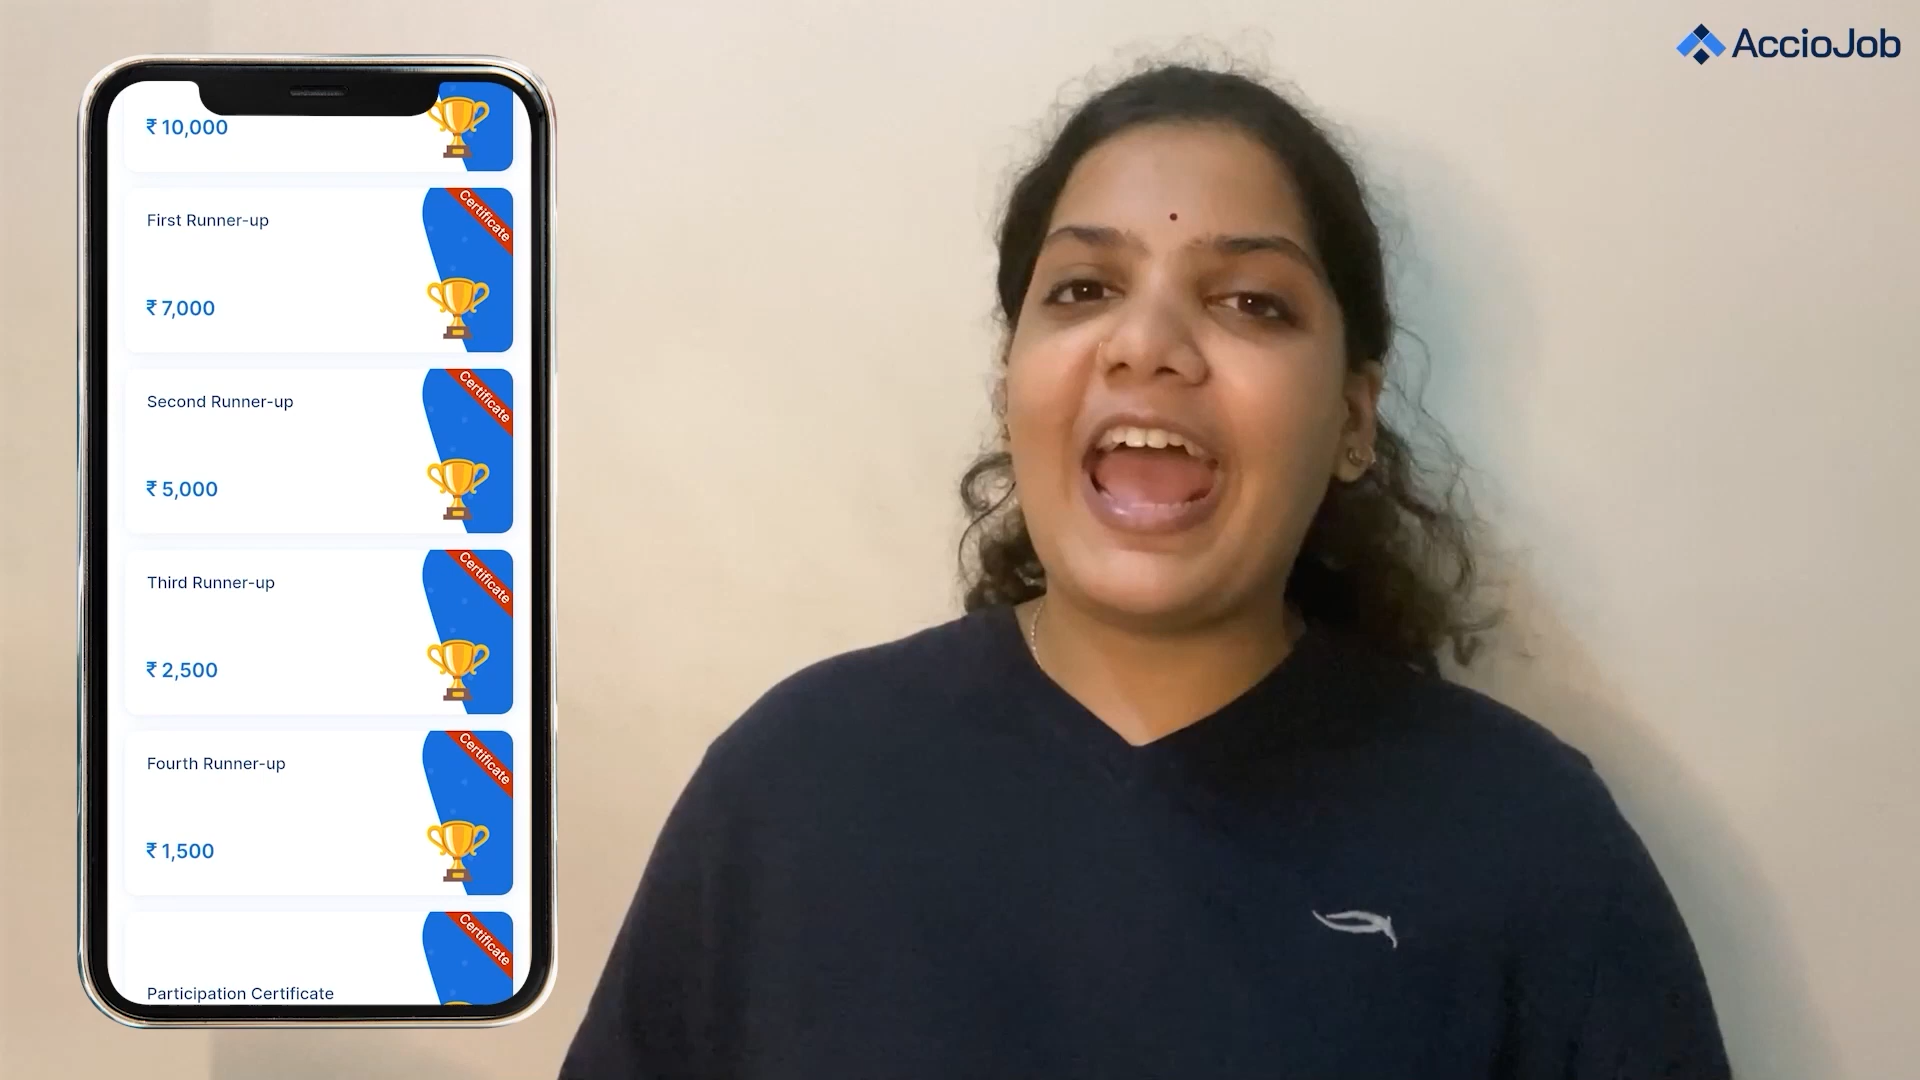 AccioJob
₹ 10,000
Certificate
First Runner-up
₹ 7,000
Certificate
Second Runner-up
₹ 5,000
Certificate
Third Runner-up
₹ 2,500
Certificate
Fourth Runner-up
₹ 1,500
Certificate
Participation Certificate